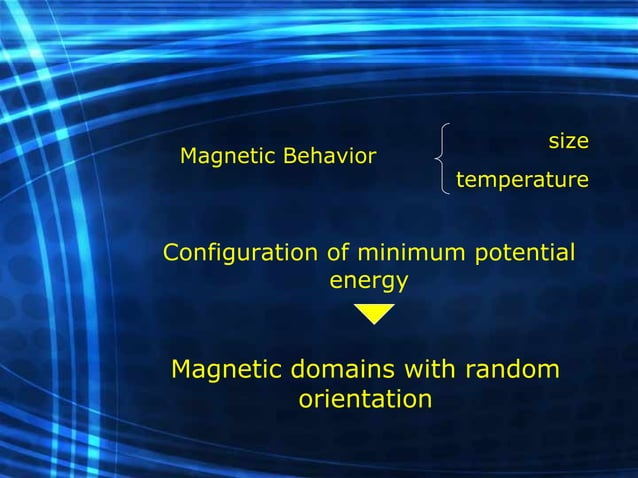 Magnetic Behavior
size
temperature
Configuration of minimum potential
energy
Magnetic domains with random
orientation